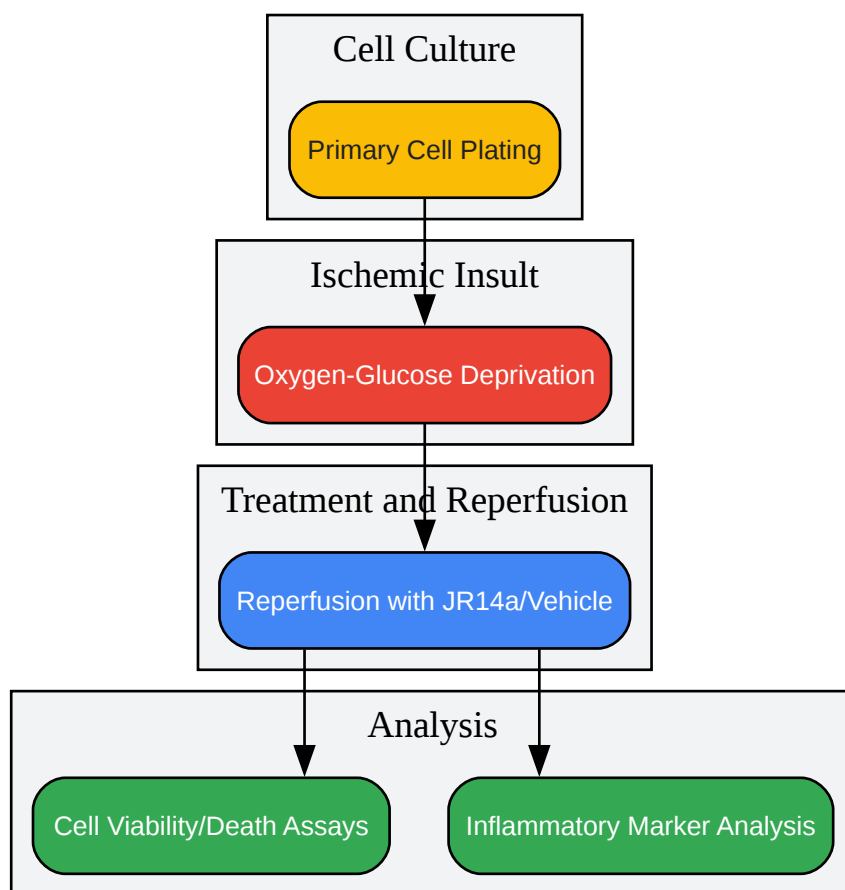 Cell Culture
Primary Cell Plating
Ischemic Insult
Oxygen-Glucose Deprivation
Treatment and Reperfusion
Reperfusion with JR14a/Vehicle
Analysis
Cell Viability/Death Assays
Inflammatory Marker Analysis